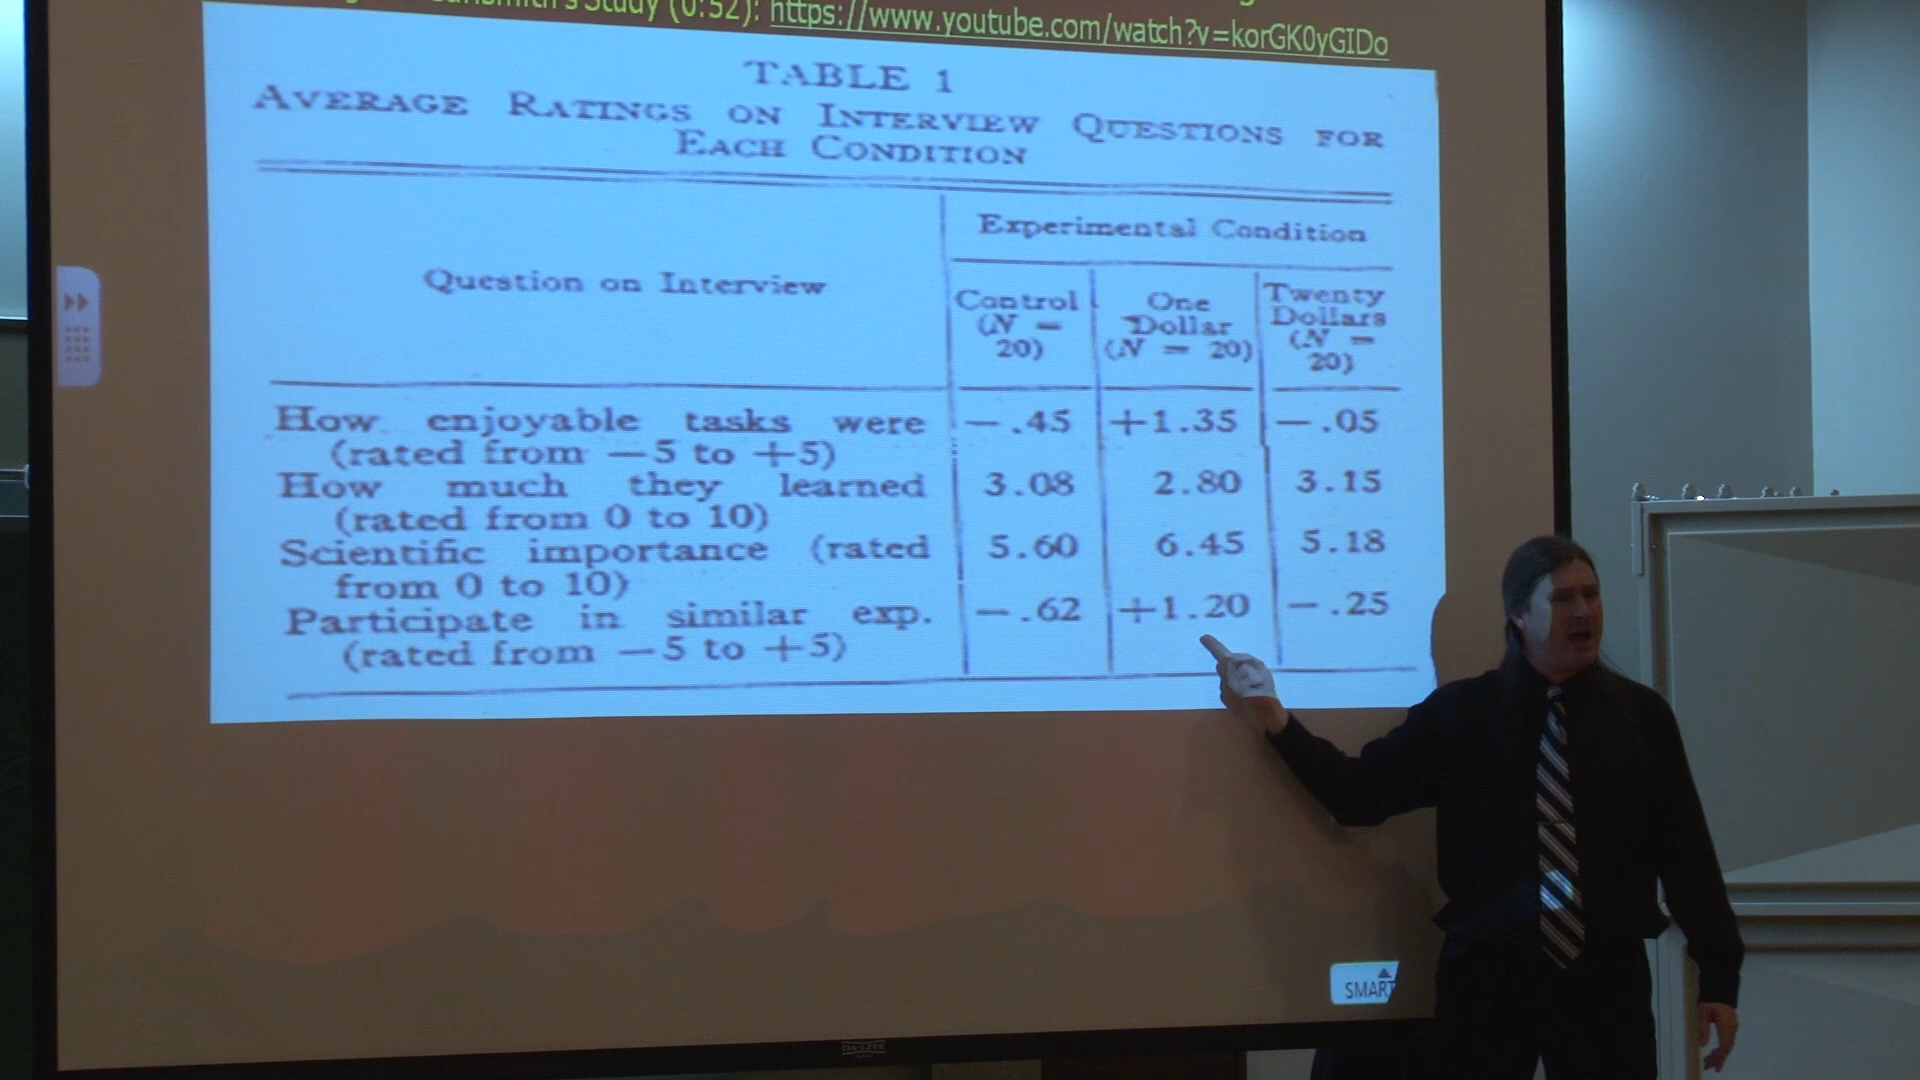 Study (0:52): https://www.youtube.com/watch?v=korGK0yGIDo
TABLE 1
AVERAGE RATINGS ON INTERVIEW QUESTIONS FOR
EACH CONDITION
Experimental Condition
Question on Interview
Control
(N =
20)
One
Dollar
(N = 20)
Twenty
Dollars
(N =
20)
How enjoyable tasks were -.45 +1.35 -.05
(rated from -5 to +5)
How much they learned 3.08 2.80 3.15
(rated from 0 to 10)
Scientific importance (rated 5.60 6.45 5.18
from 0 to 10)
Participate in similar exp. -.62 +1.20 -.25
(rated from -5 to +5)
SMART
DA-LITE